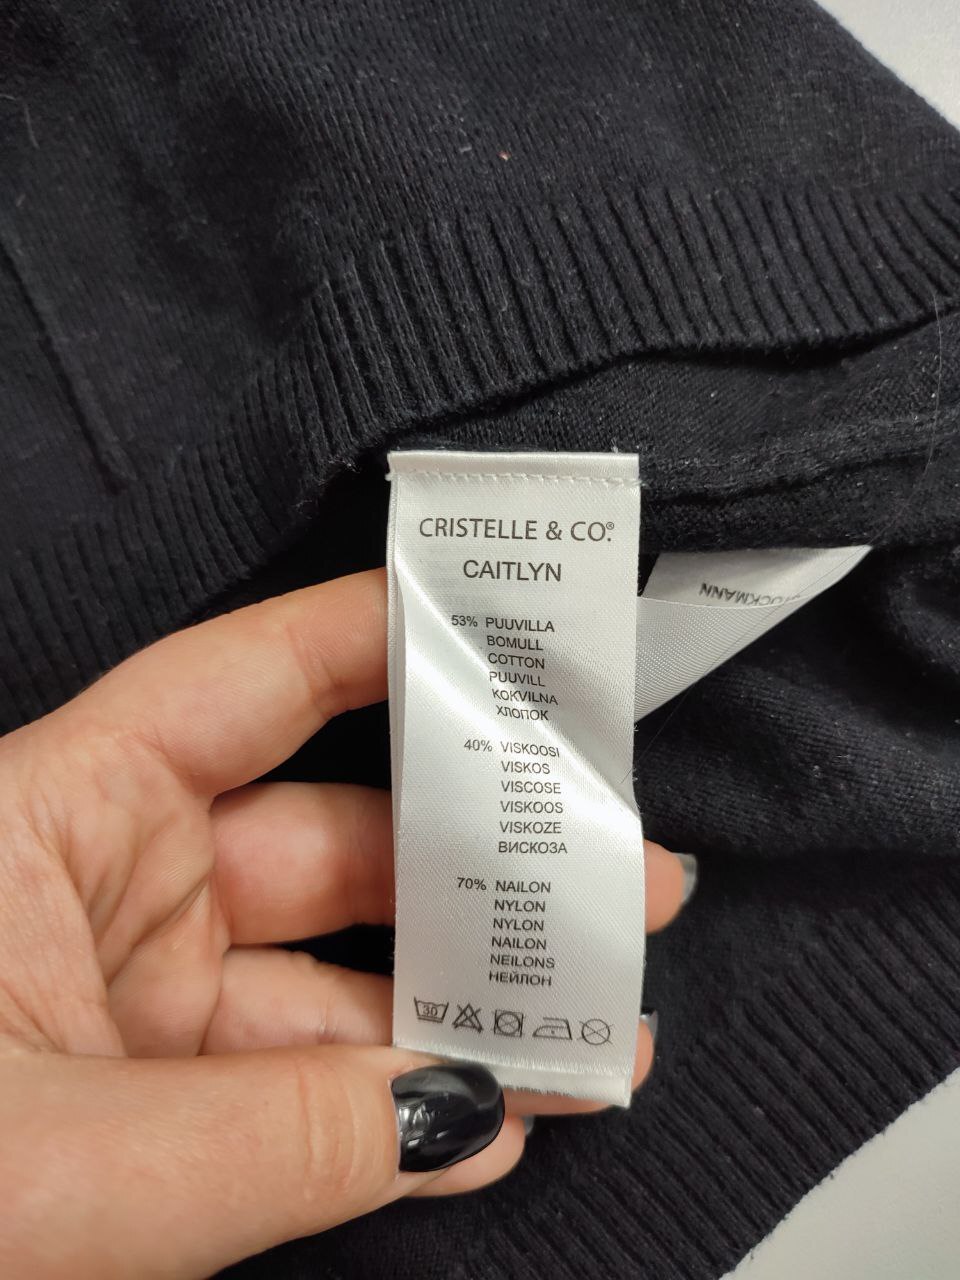 CRISTELLE & CO.®
CAITLYN
53% PUUVILLA
BOMULL
COTTON
PUUVILL
KOKVILNA
ХЛОПОК
40% VISKOOSI
VISKOS
VISCOSE
VISKOOS
VISKOZE
ВИСКОЗА
70% NAILON
NYLON
NYLON
NAILON
NEILONS
НЕЙЛОН
30
STOCKMANN